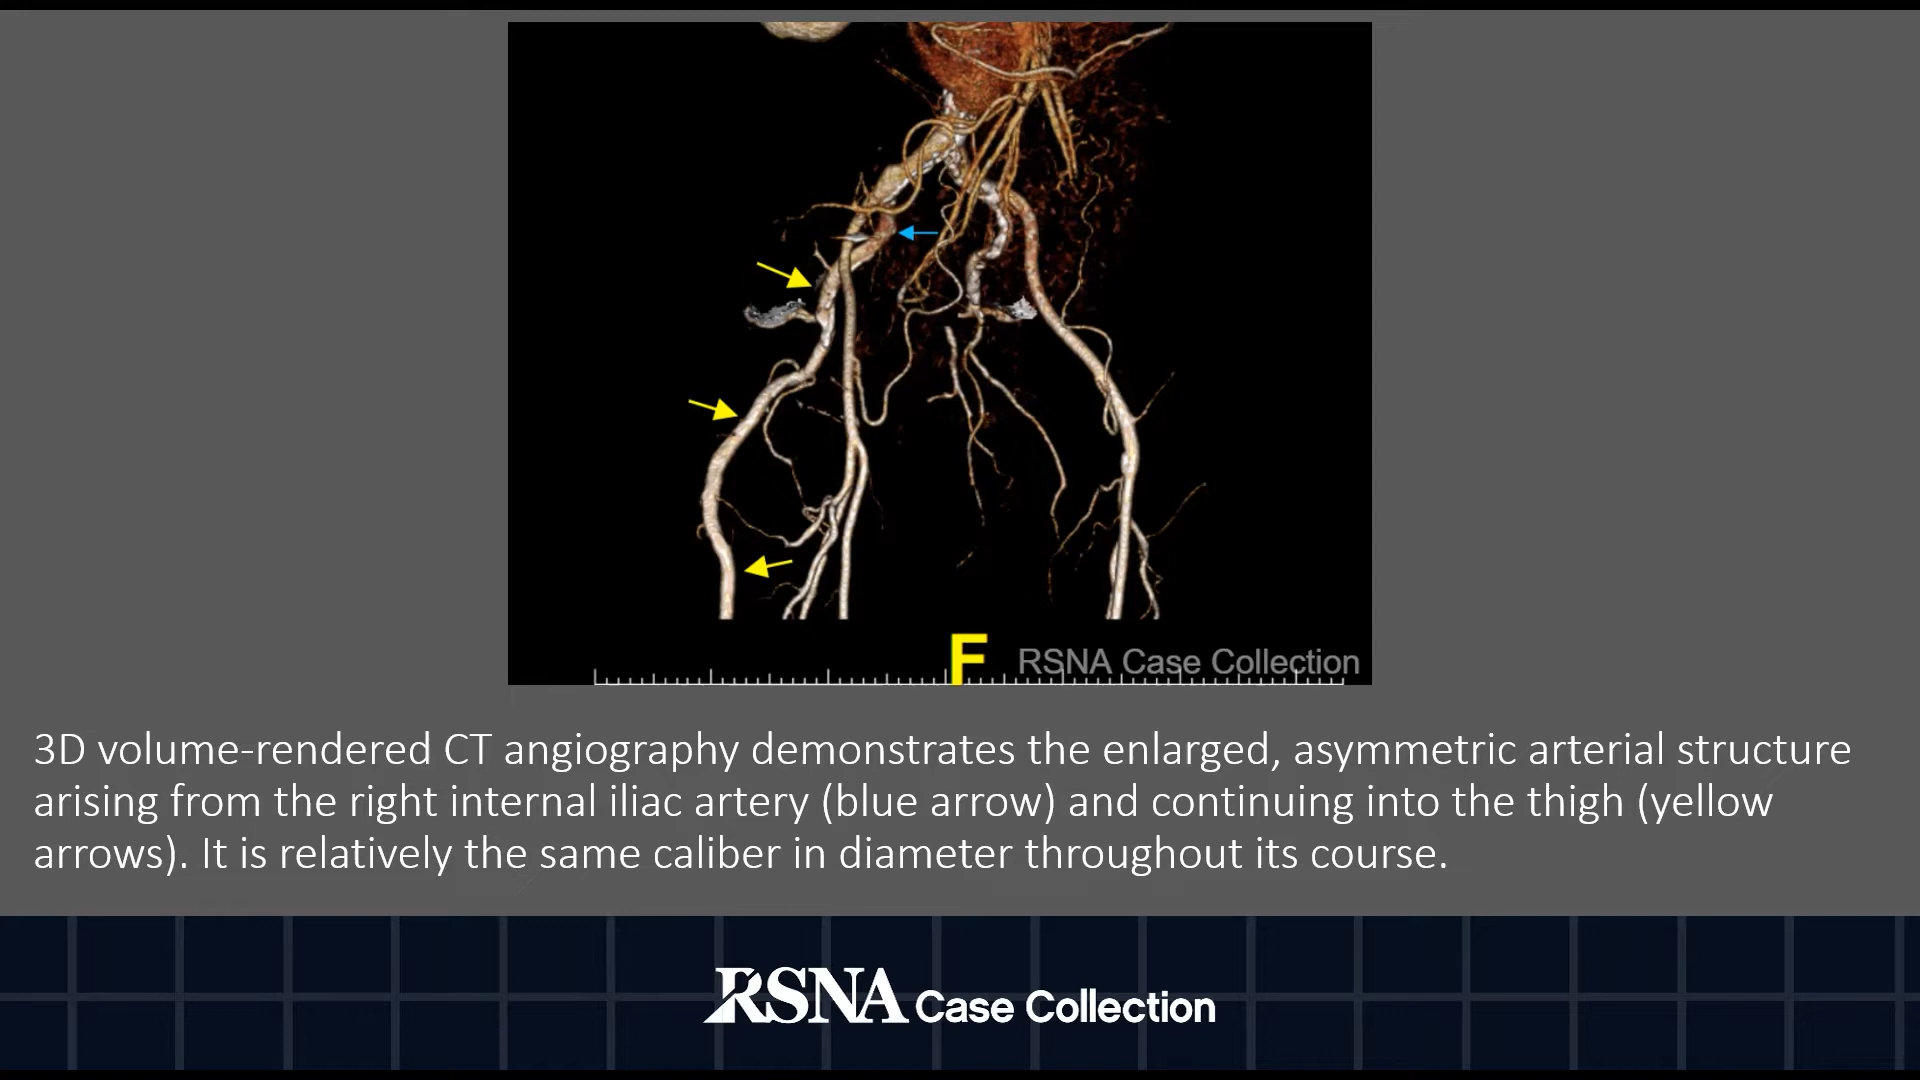 F
RSNA Case Collection
3D volume-rendered CT angiography demonstrates the enlarged, asymmetric arterial structure
arising from the right internal iliac artery (blue arrow) and continuing into the thigh (yellow
arrows). It is relatively the same caliber in diameter throughout its course.
RSNA Case Collection